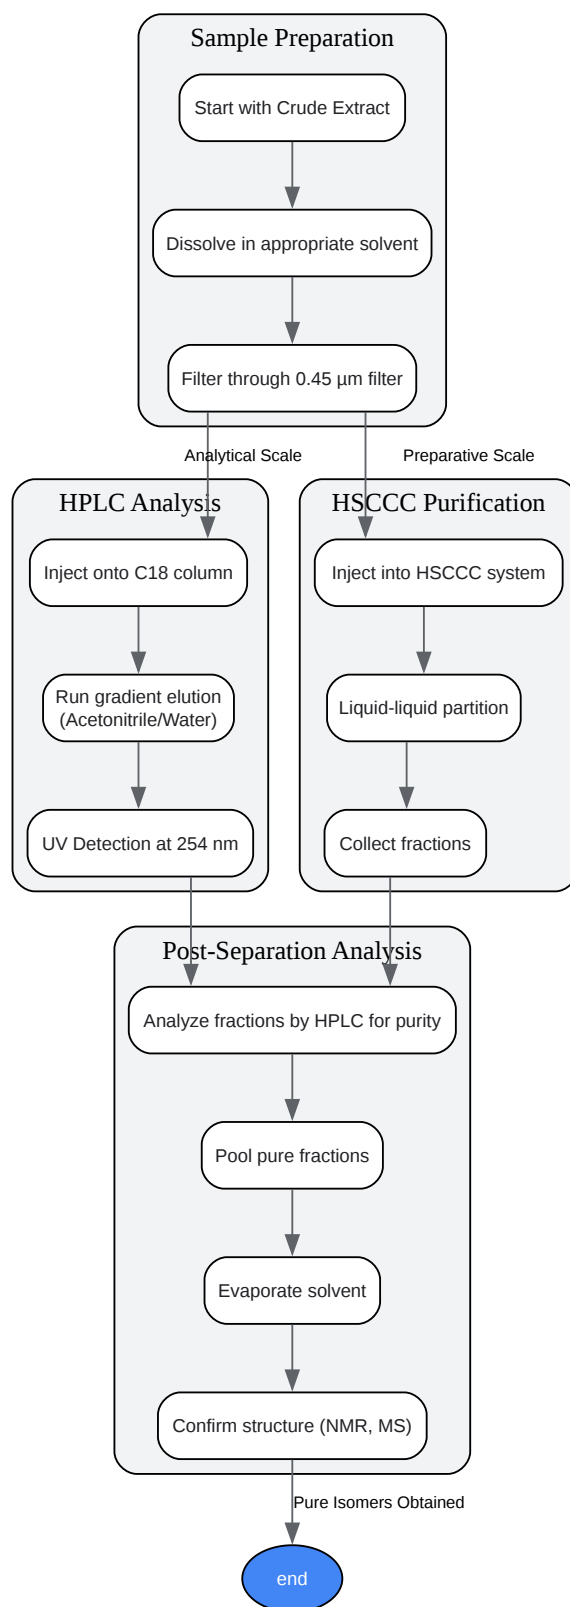 Sample Preparation
Start with Crude Extract
Dissolve in appropriate solvent
Filter through 0.45 µm filter
Analytical Scale
Preparative Scale
HPLC Analysis
Inject onto C18 column
Run gradient elution
(Acetonitrile/Water)
UV Detection at 254 nm
HSCCC Purification
Inject into HSCCC system
Liquid-liquid partition
Collect fractions
Post-Separation Analysis
Analyze fractions by HPLC for purity
Pool pure fractions
Evaporate solvent
Confirm structure (NMR, MS)
Pure Isomers Obtained
end